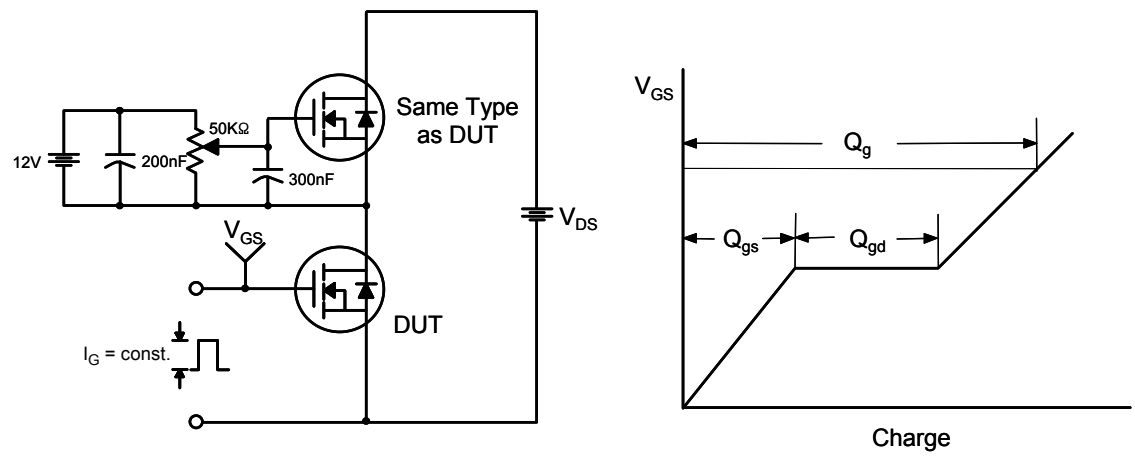 12V
200nF
50KΩ
300nF
Same Type
as DUT
V_DS
V_GS
DUT
I_G = const.
V_GS
Q_g
Q_gs
Q_gd
Charge